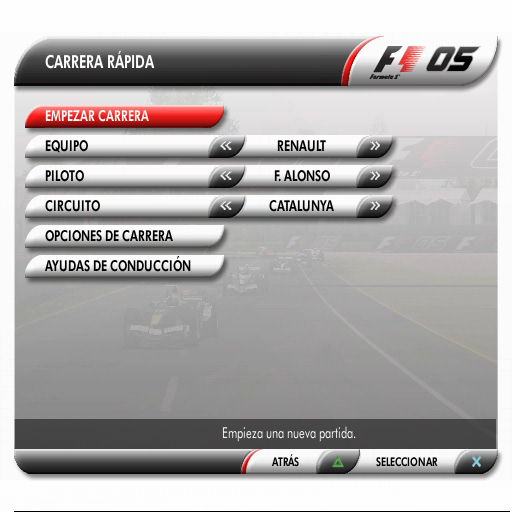 CARRERA RÁPIDA
F1 05
Formula 1
EMPEZAR CARRERA
EQUIPO << RENAULT >>
PILOTO << F. ALONSO >>
CIRCUITO << CATALUNYA >>
OPCIONES DE CARRERA
AYUDAS DE CONDUCCIÓN
Empieza una nueva partida.
ATRÁS SELECCIONAR